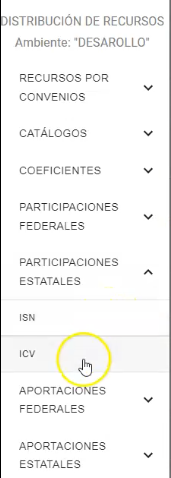 DISTRIBUCIÓN DE RECURSOS
Ambiente: "DESAROLLO"
RECURSOS POR
CONVENIOS
CATÁLOGOS
COEFICIENTES
PARTICIPACIONES
FEDERALES
PARTICIPACIONES
ESTATALES
ISN
ICV
APORTACIONES
FEDERALES
APORTACIONES
ESTATALES